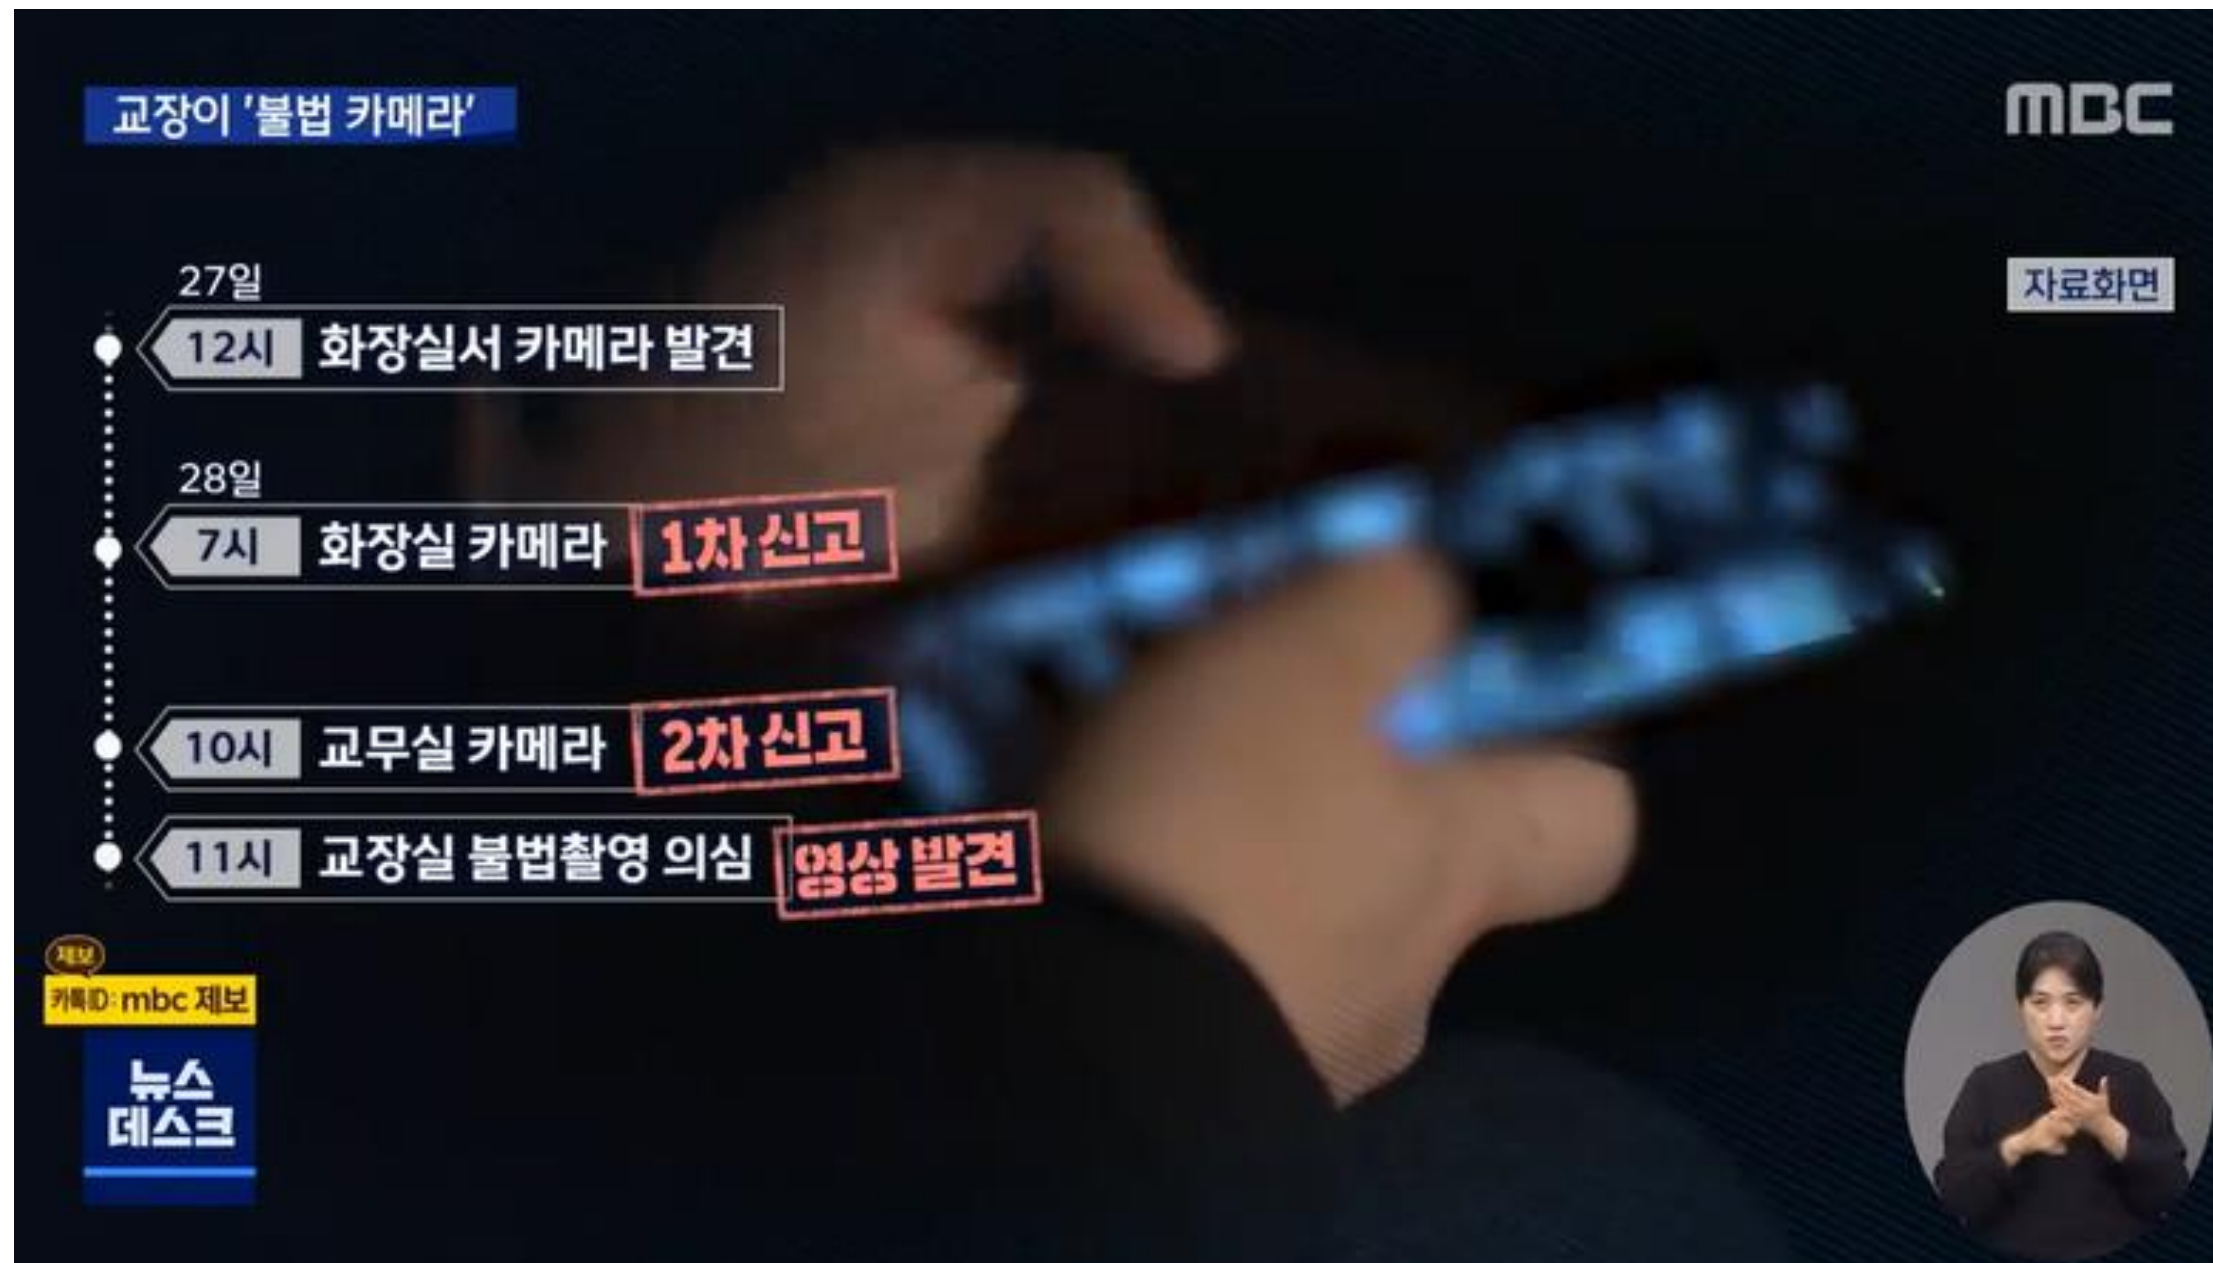 교장이 '불법 카메라'
mbc
자료화면
27일
12시 화장실서 카메라 발견
28일
7시 화장실 카메라 1차 신고
10시 교무실 카메라 2차 신고
11시 교장실 불법촬영 의심 영상 발견
제보
카톡ID: mbc 제보
뉴스
데스크